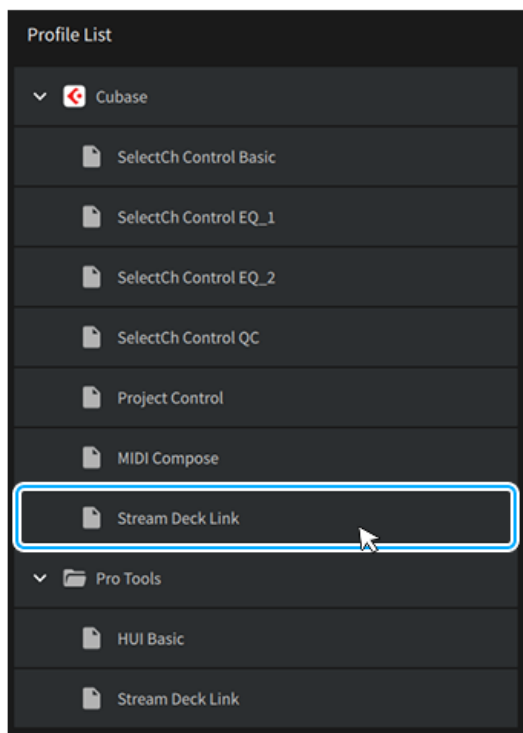 Profile List
Cubase
SelectCh Control Basic
SelectCh Control EQ_1
SelectCh Control EQ_2
SelectCh Control QC
Project Control
MIDI Compose
Stream Deck Link
Pro Tools
HUI Basic
Stream Deck Link